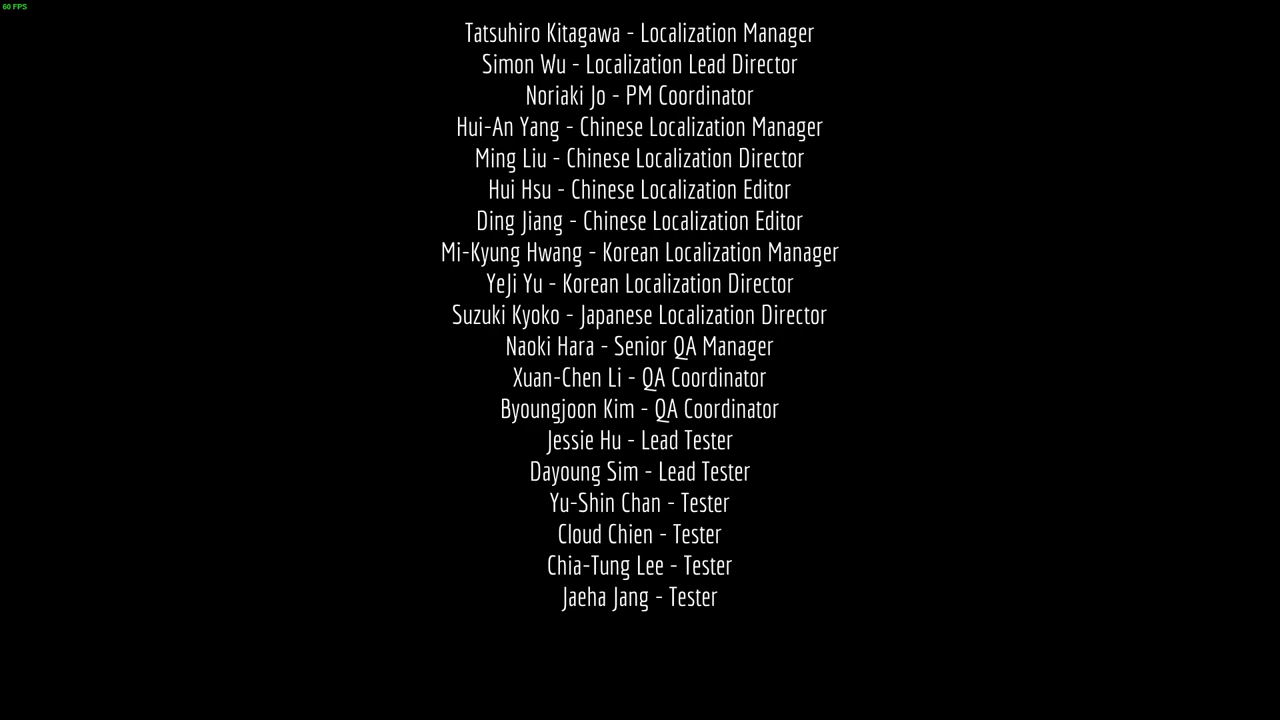 60 FPS
Tatsuhiro Kitagawa - Localization Manager
Simon Wu - Localization Lead Director
Noriaki Jo - PM Coordinator
Hui-An Yang - Chinese Localization Manager
Ming Liu - Chinese Localization Director
Hui Hsu - Chinese Localization Editor
Ding Jiang - Chinese Localization Editor
Mi-Kyung Hwang - Korean Localization Manager
YeJi Yu - Korean Localization Director
Suzuki Kyoko - Japanese Localization Director
Naoki Hara - Senior QA Manager
Xuan-Chen Li - QA Coordinator
Byoungjoon Kim - QA Coordinator
Jessie Hu - Lead Tester
Dayoung Sim - Lead Tester
Yu-Shin Chan - Tester
Cloud Chien - Tester
Chia-Tung Lee - Tester
Jaeha Jang - Tester